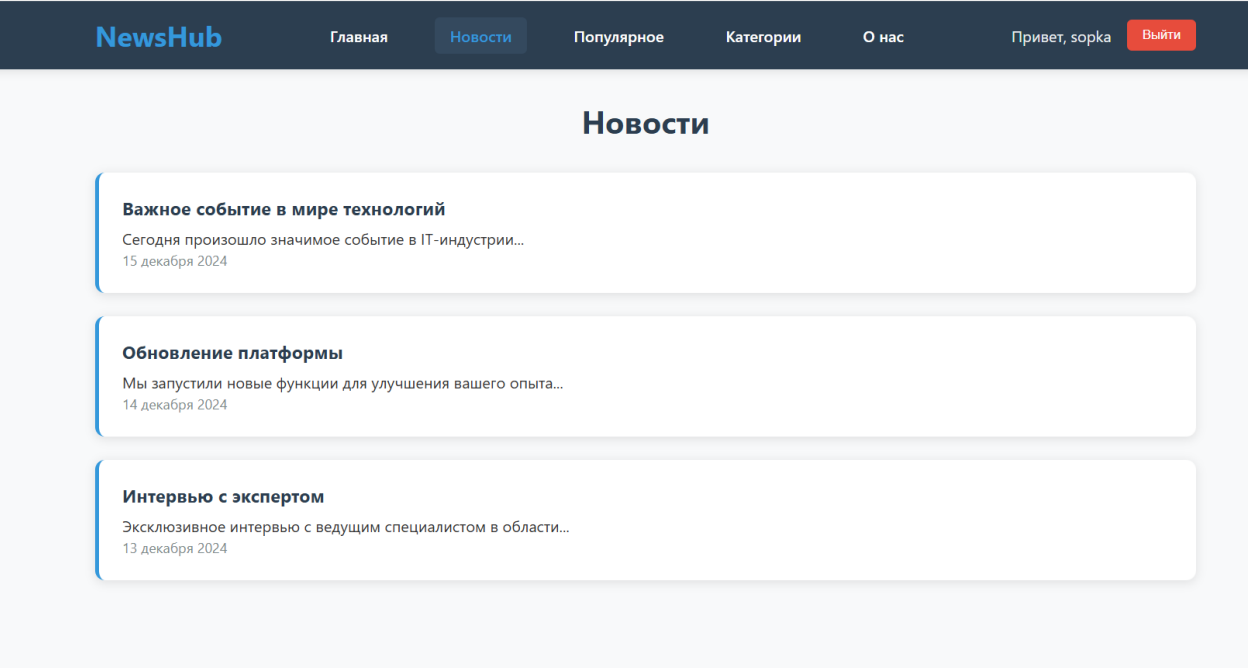 NewsHub
Главная
Новости
Популярное
Категории
О нас
Привет, sopka
Выйти
Новости
Важное событие в мире технологий
Сегодня произошло значимое событие в IT-индустрии...
15 декабря 2024
Обновление платформы
Мы запустили новые функции для улучшения вашего опыта...
14 декабря 2024
Интервью с экспертом
Эксклюзивное интервью с ведущим специалистом в области...
13 декабря 2024